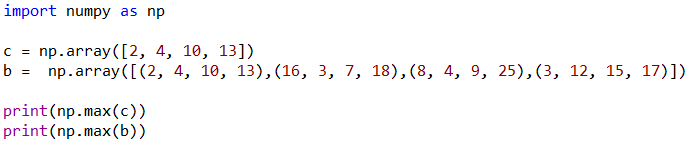 import numpy as np
c = np.array([2, 4, 10, 13])
b =  np.array([(2, 4, 10, 13),(16, 3, 7, 18),(8, 4, 9, 25),(3, 12, 15, 17)])
print(np.max(c))
print(np.max(b))